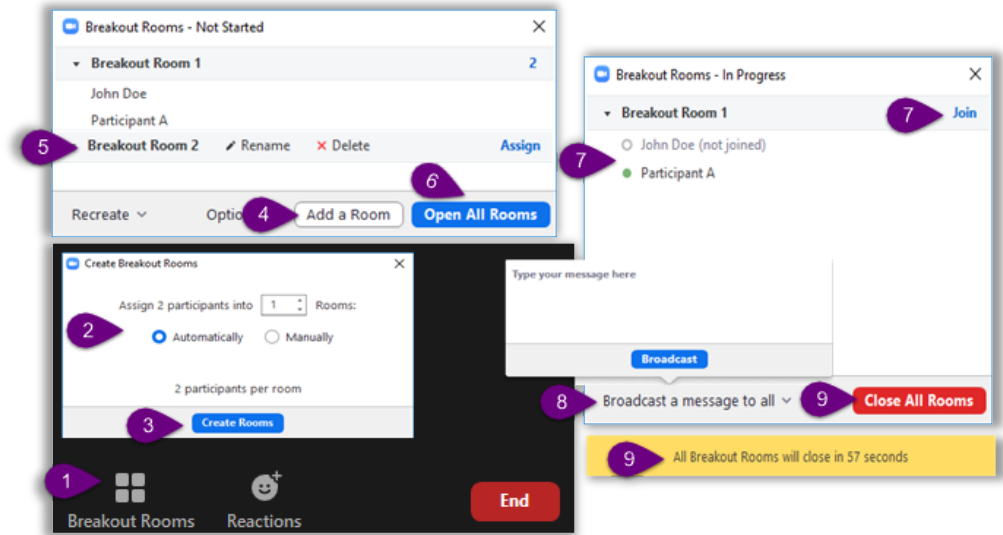 Breakout Rooms - Not Started
Breakout Room 1 2
John Doe
Participant A
5 Breakout Room 2 Rename Delete Assign
6
Recreate Optio 4 Add a Room Open All Rooms
Create Breakout Rooms
Assign 2 participants into 1 Rooms:
2 Automatically Manually
2 participants per room
3 Create Rooms
1
Breakout Rooms Reactions End
Breakout Rooms - In Progress
Breakout Room 1 7 Join
John Doe (not joined)
7
Participant A
Type your message here
Broadcast
8 Broadcast a message to all 9 Close All Rooms
9 All Breakout Rooms will close in 57 seconds